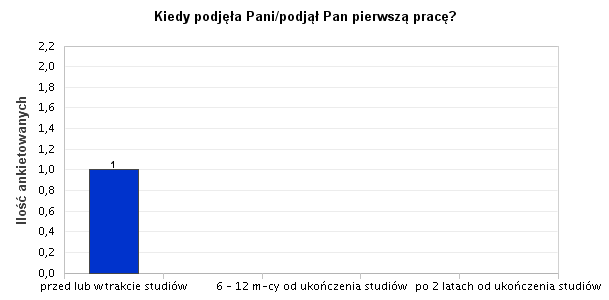 Kiedy podjęła Pani/podjął Pan pierwszą pracę?
Ilość ankietowanych
2,2
2,0
1,8
1,6
1,4
1,2
1,0
0,8
0,6
0,4
0,2
0,0
1
przed lub w trakcie studiów
6 - 12 m-cy od ukończenia studiów
po 2 latach od ukończenia studiów